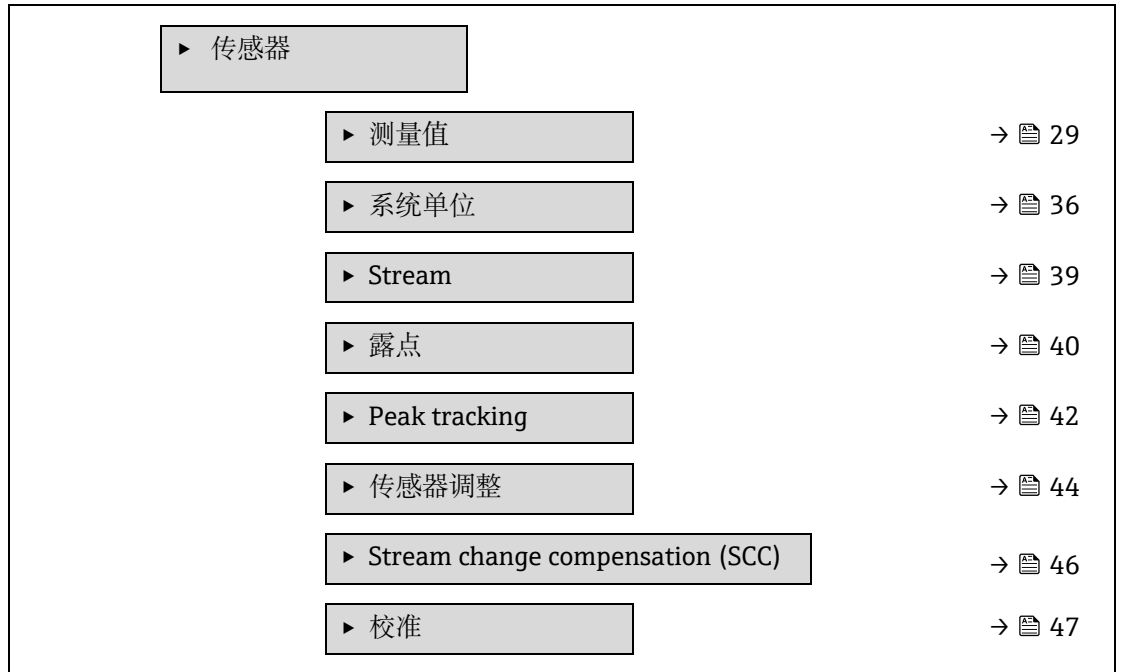 ▸ 传感器
▸ 测量值 → 29
▸ 系统单位 → 36
▸ Stream → 39
▸ 露点 → 40
▸ Peak tracking → 42
▸ 传感器调整 → 44
▸ Stream change compensation (SCC) → 46
▸ 校准 → 47